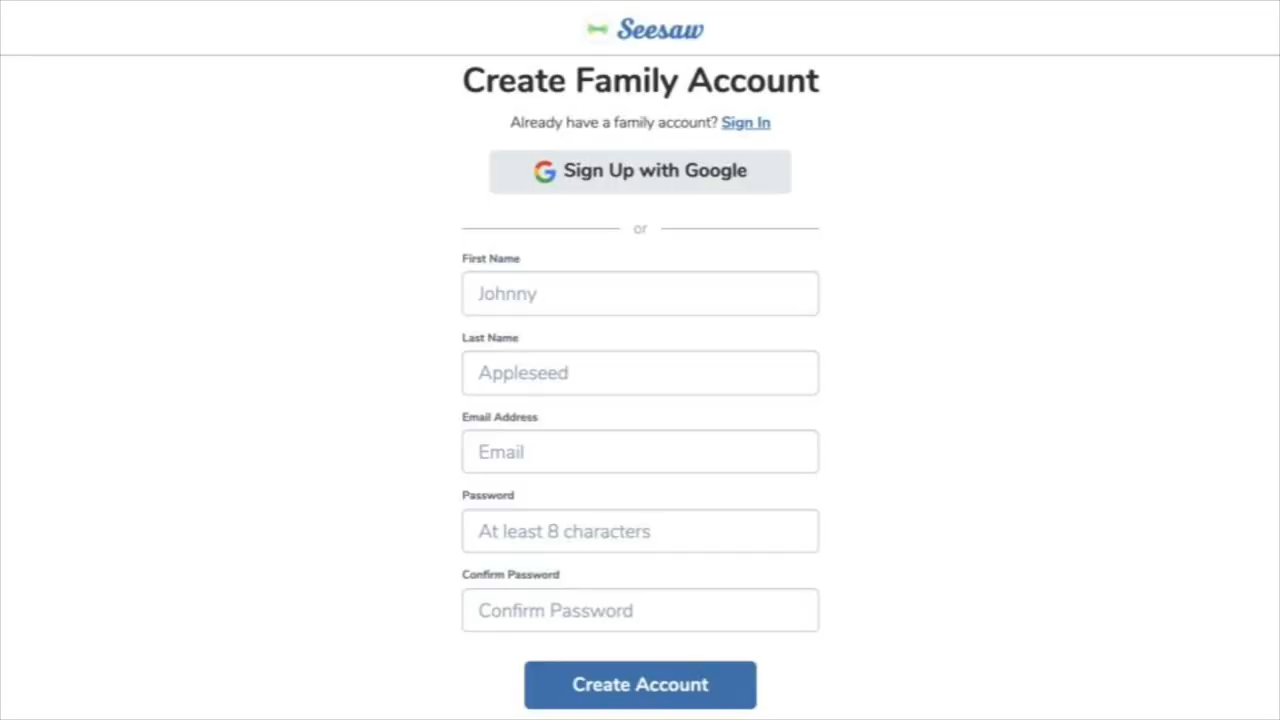 Seesaw
Create Family Account
Already have a family account? Sign In
Sign Up with Google
or
First Name
Johnny
Last Name
Appleseed
Email Address
Email
Password
At least 8 characters
Confirm Password
Confirm Password
Create Account